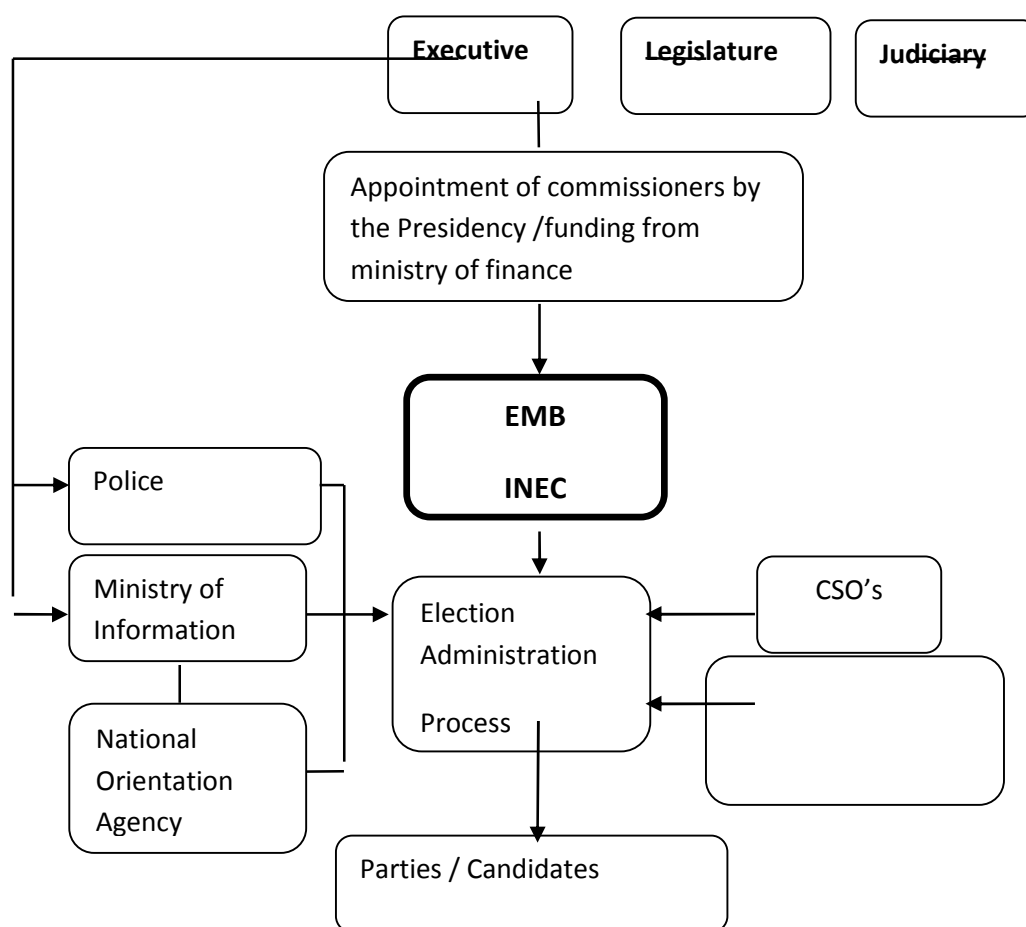 Executive
Legislature
Judiciary
Appointment of commissioners by
the Presidency /funding from
ministry of finance
EMB
INEC
Police
Ministry of
Information
National
Orientation
Agency
Election
Administration
Process
CSO’s
Parties / Candidates